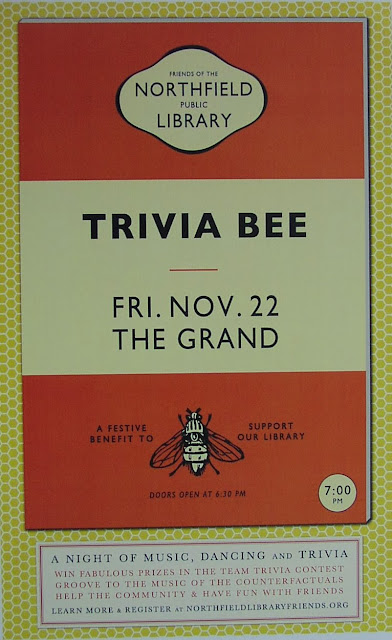 FRIENDS OF THE
NORTHFIELD
PUBLIC
LIBRARY
TRIVIA BEE
FRI. NOV. 22
THE GRAND
A FESTIVE
BENEFIT TO
SUPPORT
OUR LIBRARY
DOORS OPEN AT 6:30 PM
7:00
PM
A NIGHT OF MUSIC, DANCING AND TRIVIA
WIN FABULOUS PRIZES IN THE TEAM TRIVIA CONTEST
GROOVE TO THE MUSIC OF THE COUNTERFACTUALS
HELP THE COMMUNITY & HAVE FUN WITH FRIENDS
LEARN MORE & REGISTER AT NORTHFIELDLIBRARYFRIENDS.ORG